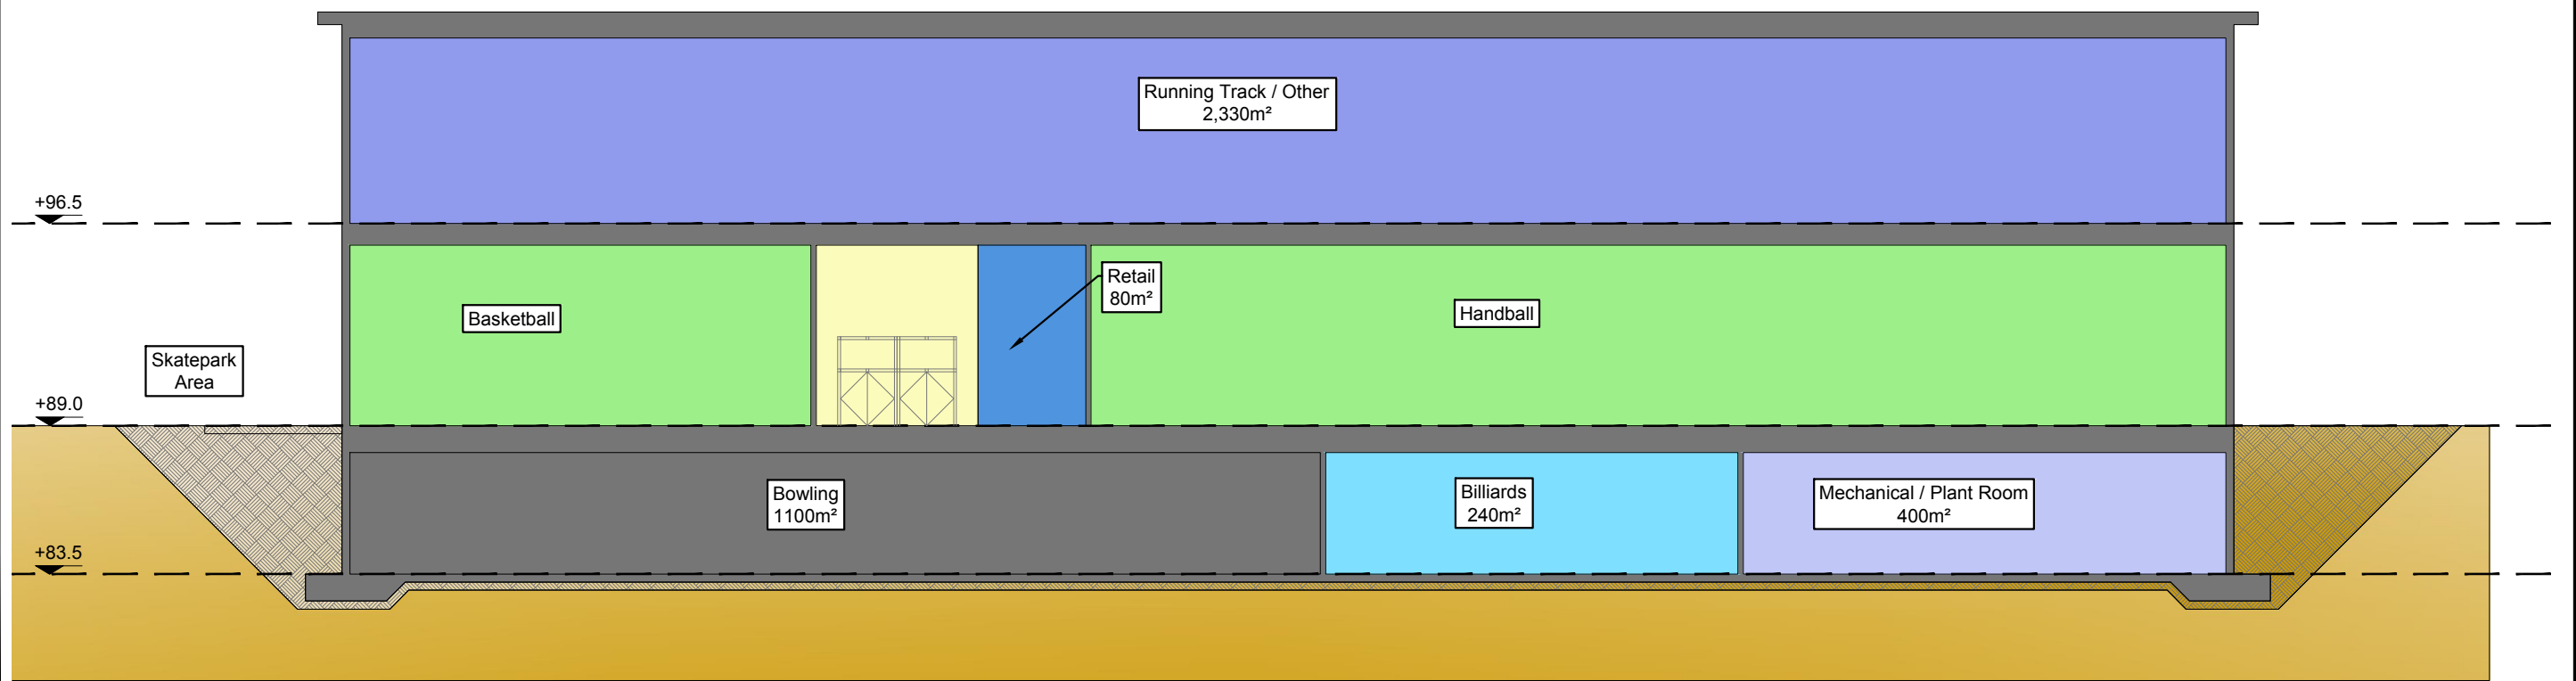 Running Track / Other
2,330m²
+96.5
Retail
80m²
Basketball
Handball
Skatepark
Area
+89.0
Bowling
1100m²
Billiards
240m²
Mechanical / Plant Room
400m²
+83.5